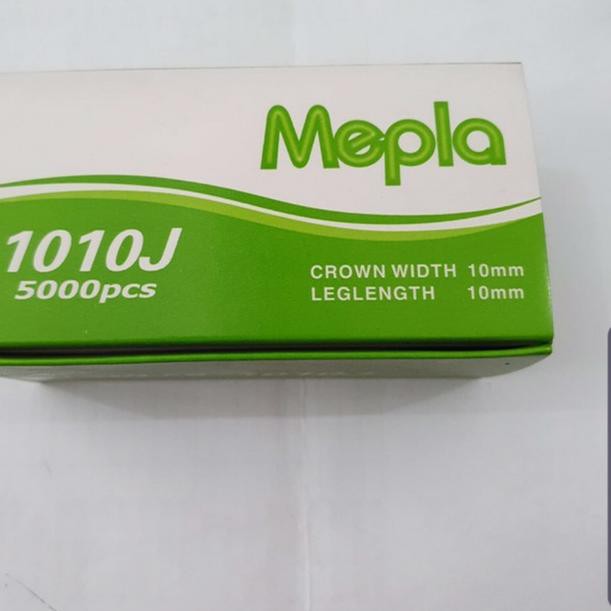 Mepla
1010J
5000pcs
CROWN WIDTH 10mm
LEGLENGTH 10mm